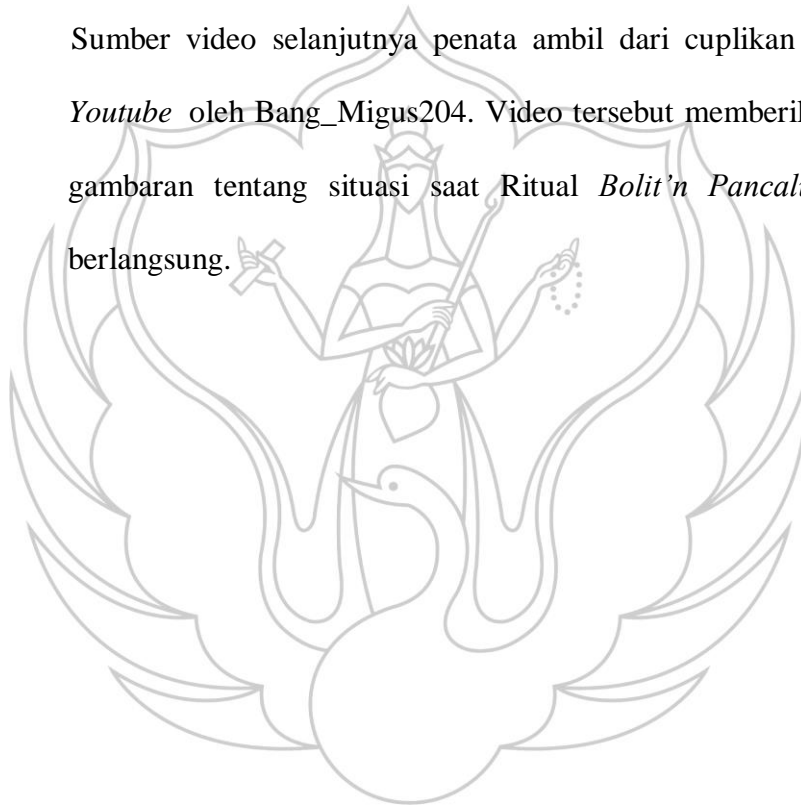 Sumber video selanjutnya penata ambil dari cuplikan
Youtube oleh Bang_Migus204. Video tersebut
gambaran tentang situasi saat Ritual Bolit’n
berlangsung.